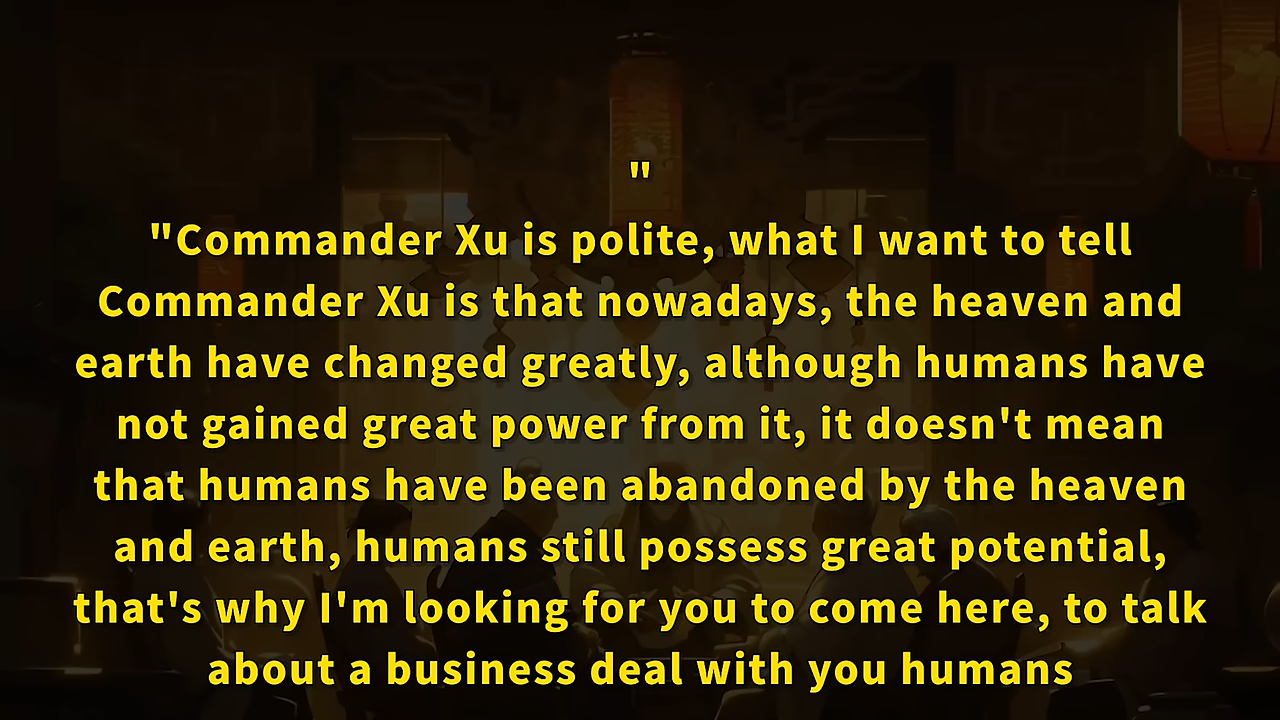 "
"Commander Xu is polite, what I want to tell
Commander Xu is that nowadays, the heaven and
earth have changed greatly, although humans have
not gained great power from it, it doesn't mean
that humans have been abandoned by the heaven
and earth, humans still possess great potential,
that's why I'm looking for you to come here, to talk
about a business deal with you humans